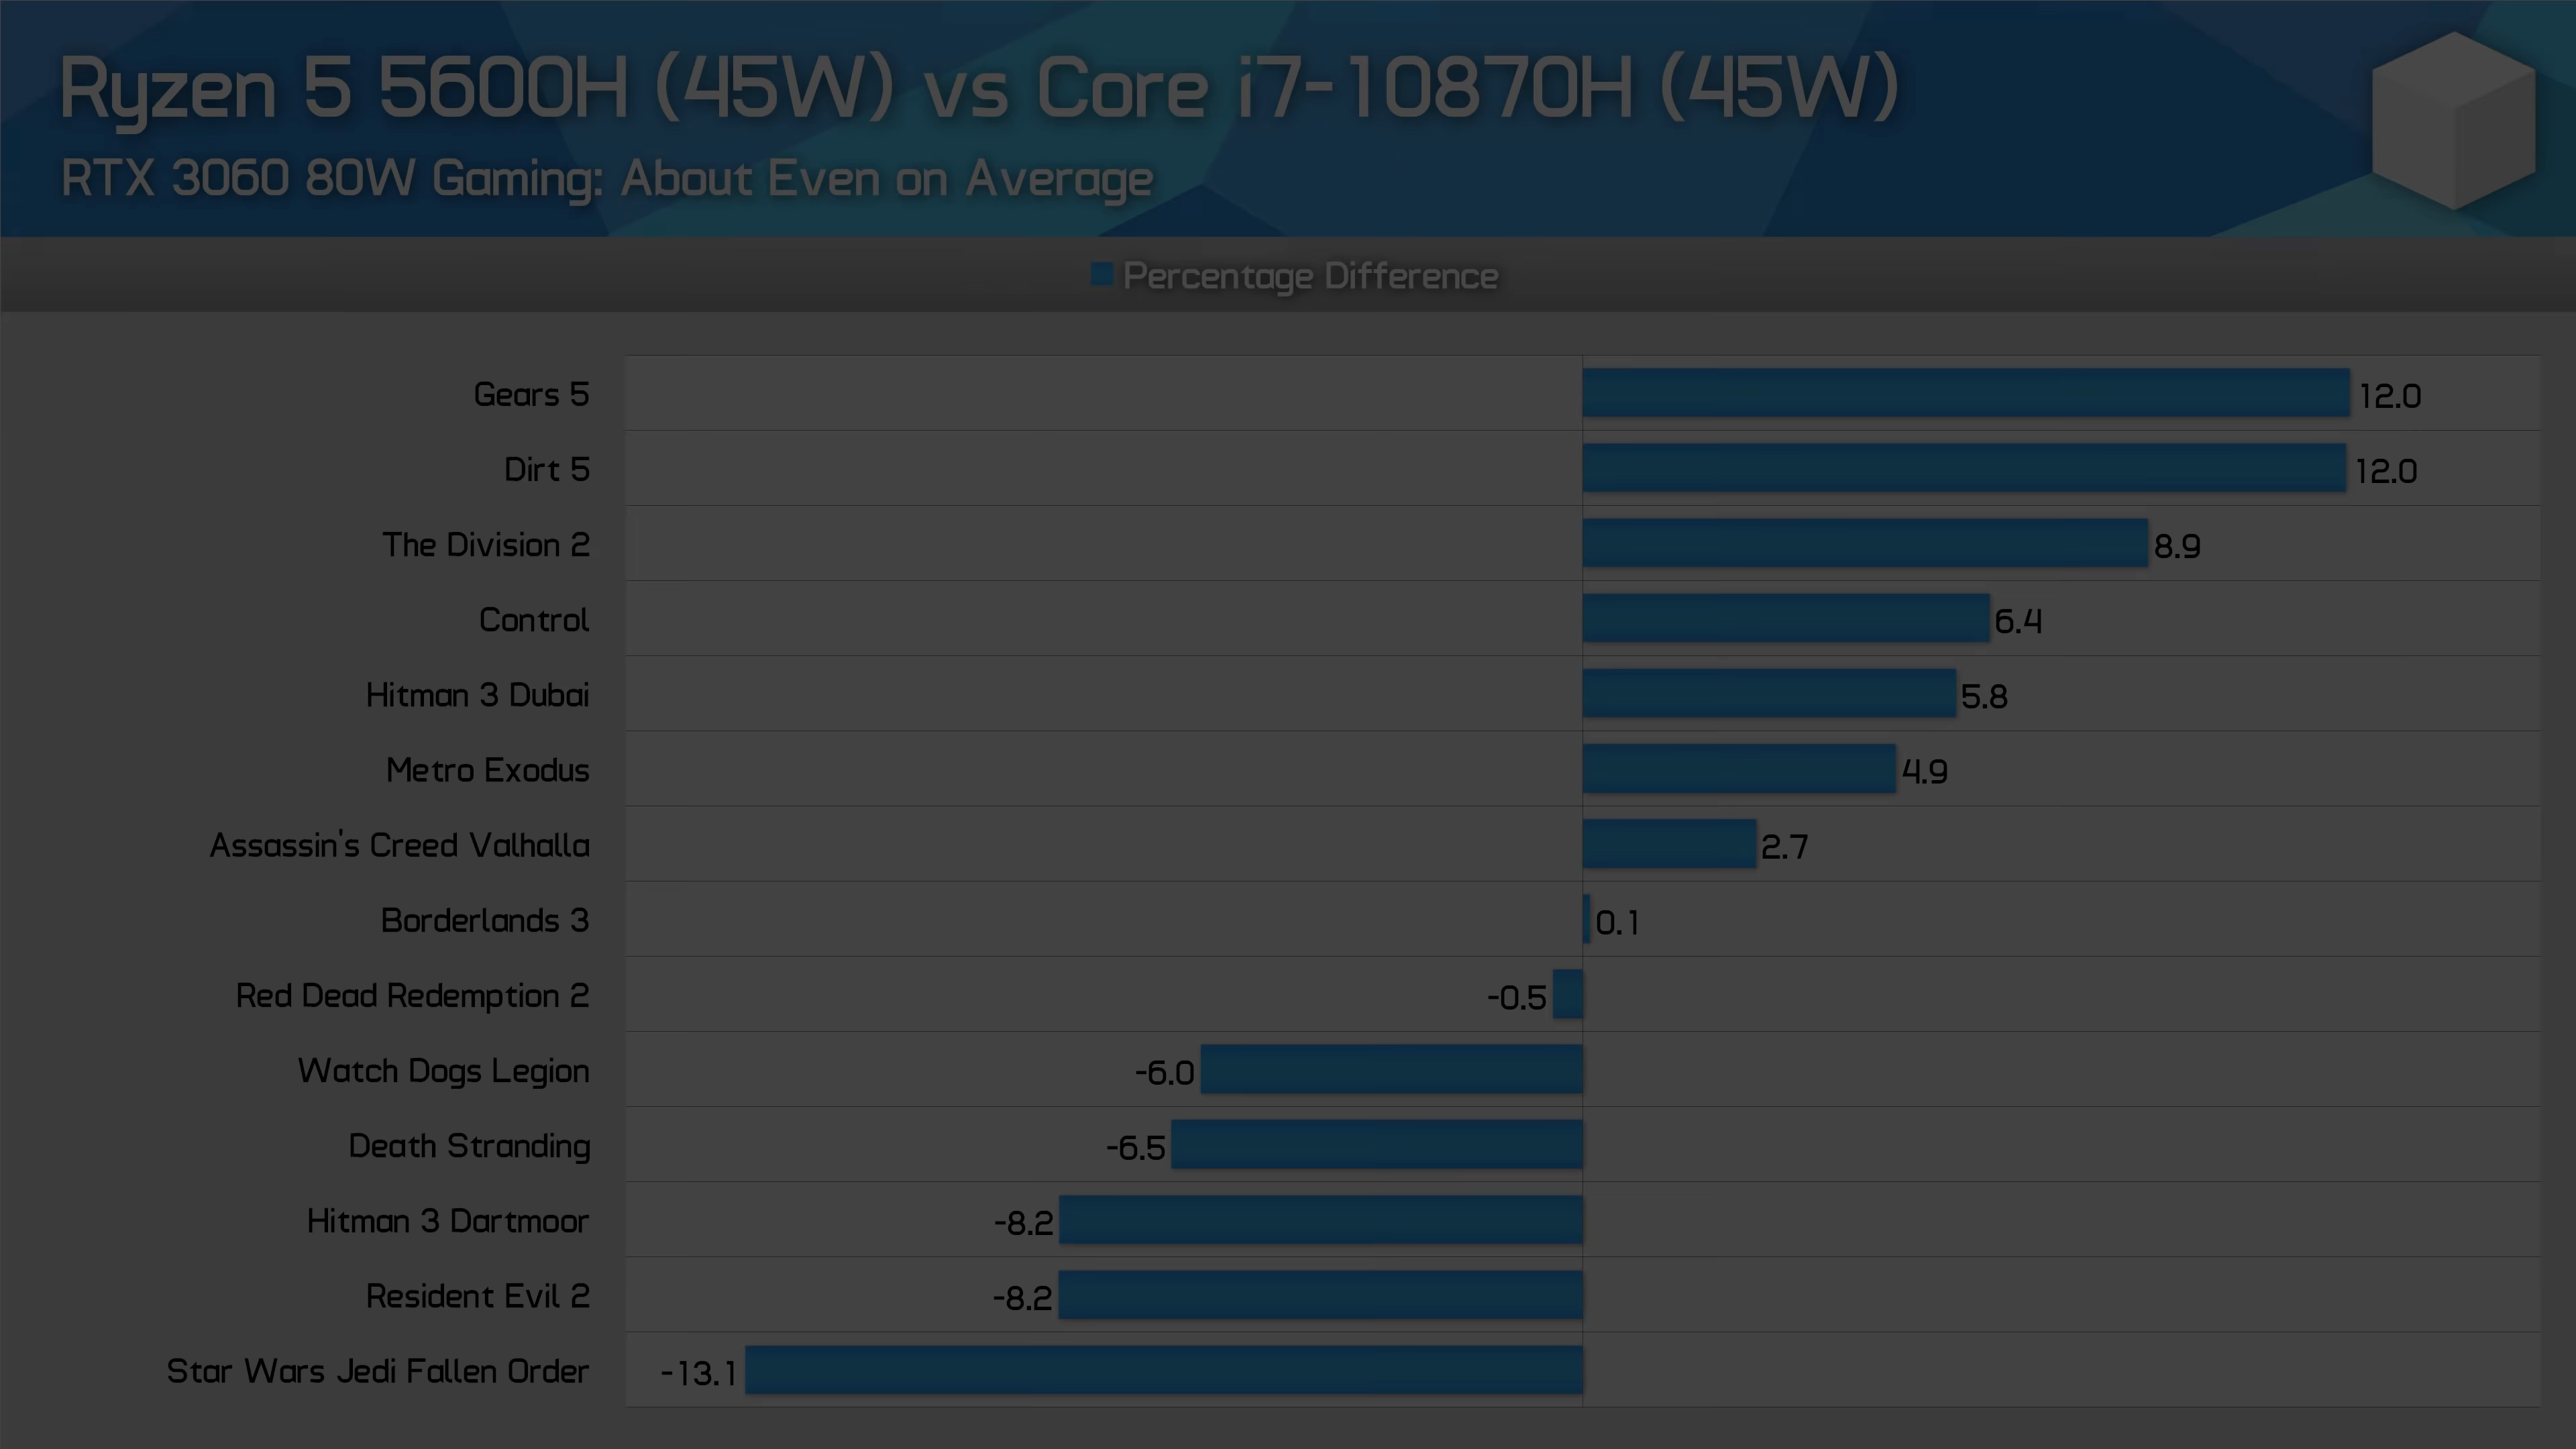 Ryzen 5 5600H (45W) vs Core i7-10870H (45W)
RTX 3060 80W Gaming: About Even on Average
Percentage Difference
Gears 5 12.0
Dirt 5 12.0
The Division 2 8.9
Control 6.4
Hitman 3 Dubai 5.8
Metro Exodus 4.9
Assassin's Creed Valhalla 2.7
Borderlands 3 0.1
Red Dead Redemption 2 -0.5
Watch Dogs Legion -6.0
Death Stranding -6.5
Hitman 3 Dartmoor -8.2
Resident Evil 2 -8.2
Star Wars Jedi Fallen Order -13.1